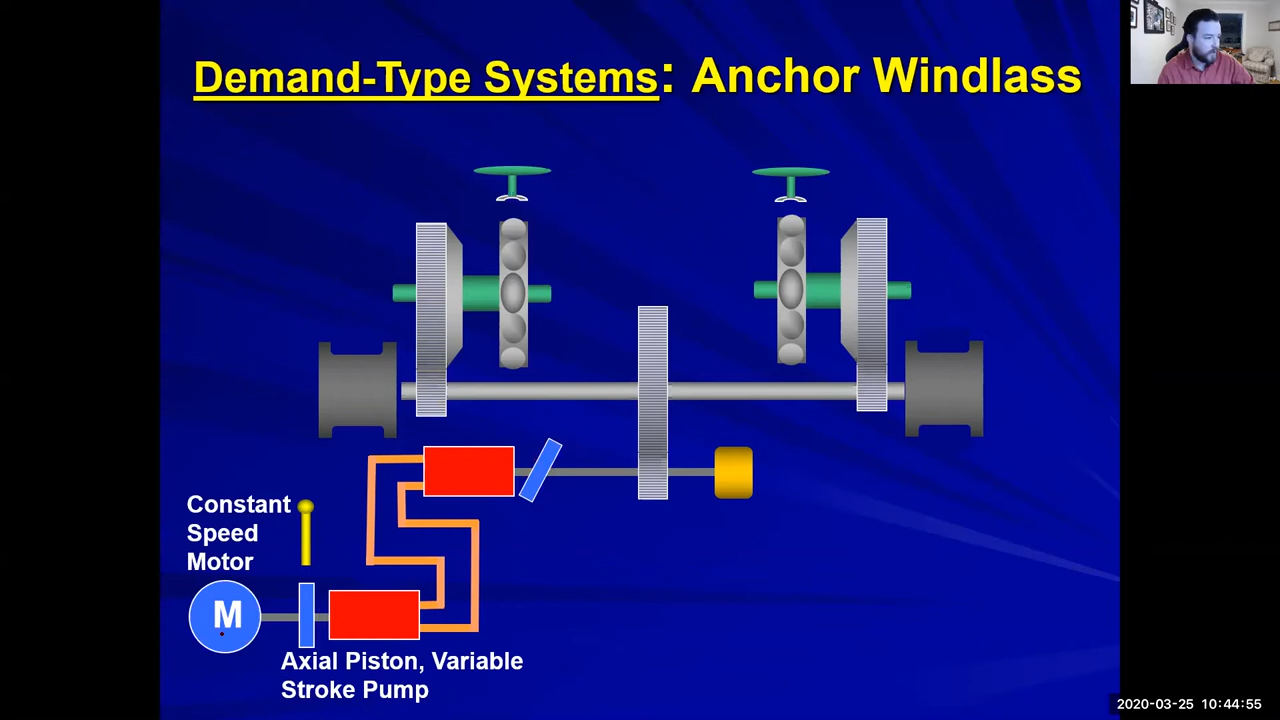 Demand-Type Systems: Anchor Windlass
Constant
Speed
Motor
M
Axial Piston, Variable
Stroke Pump
2020-03-25 10:44:55